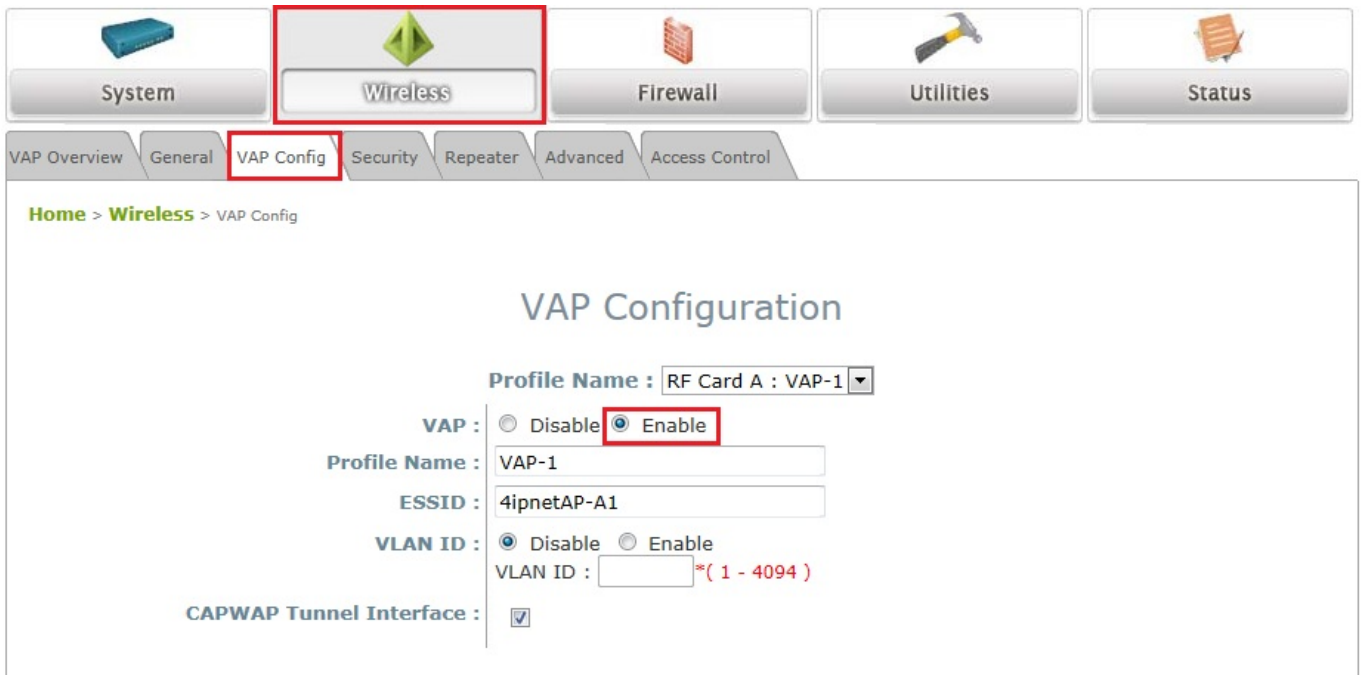 System Wireless Firewall Utilities Status
VAP Overview General VAP Config Security Repeater Advanced Access Control
Home > Wireless > VAP Config
VAP Configuration
Profile Name : RF Card A : VAP-1
VAP : Disable Enable
Profile Name : VAP-1
ESSID : 4ipnetAP-A1
VLAN ID : Disable Enable
VLAN ID : *( 1 - 4094 )
CAPWAP Tunnel Interface :